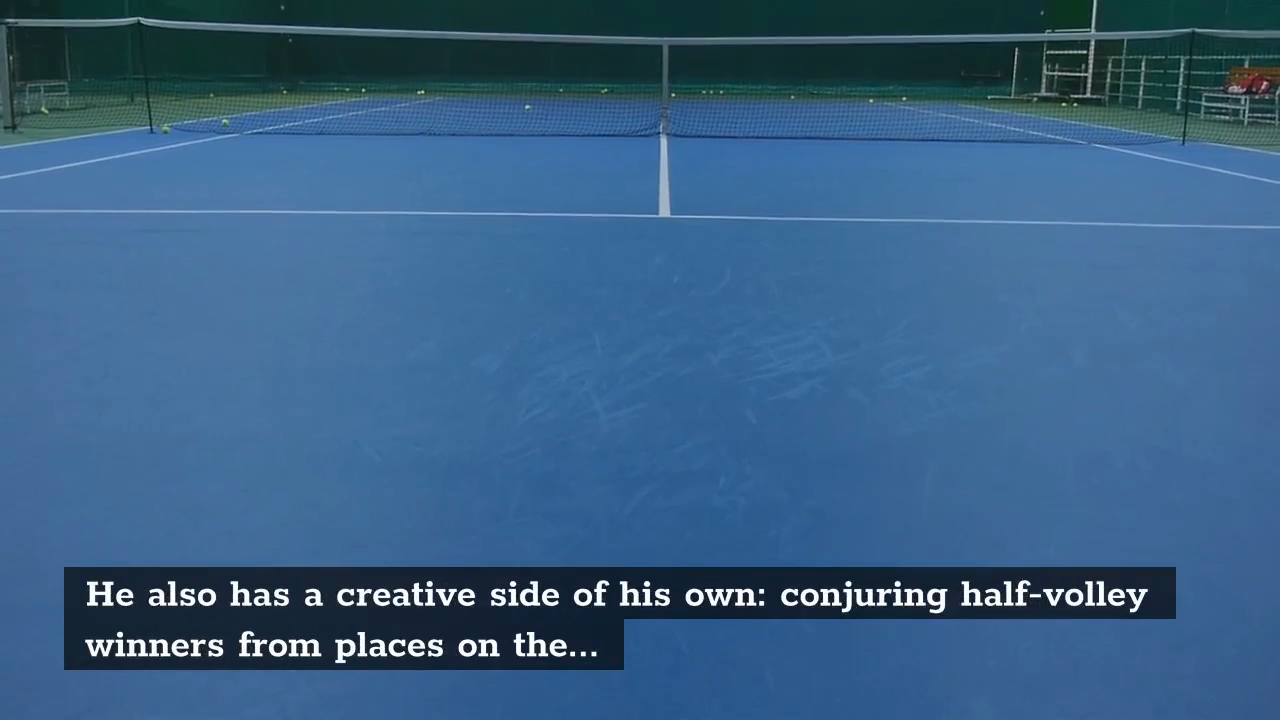 He also has a creative side of his own: conjuring half-volley
winners from places on the...